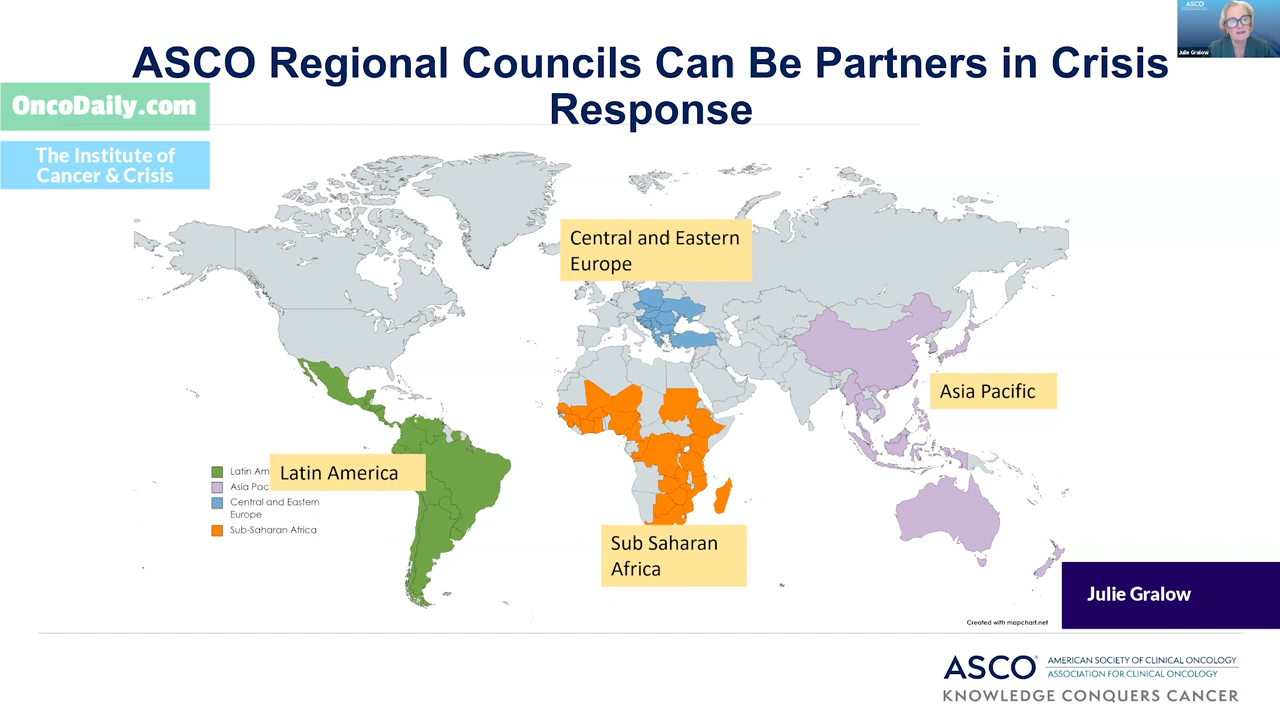 ASCO
Julie Gralow
ASCO Regional Councils Can Be Partners in Crisis
Response
OncoDaily.com
The Institute of
Cancer & Crisis
Central and Eastern
Europe
Asia Pacific
Latin America
Latin Am
Asia Pac
Central and Eastern
Europe
Sub-Saharan Africa
Sub Saharan
Africa
Julie Gralow
Created with mapchart.net
ASCO®
AMERICAN SOCIETY OF CLINICAL ONCOLOGY
ASSOCIATION FOR CLINICAL ONCOLOGY
KNOWLEDGE CONQUERS CANCER